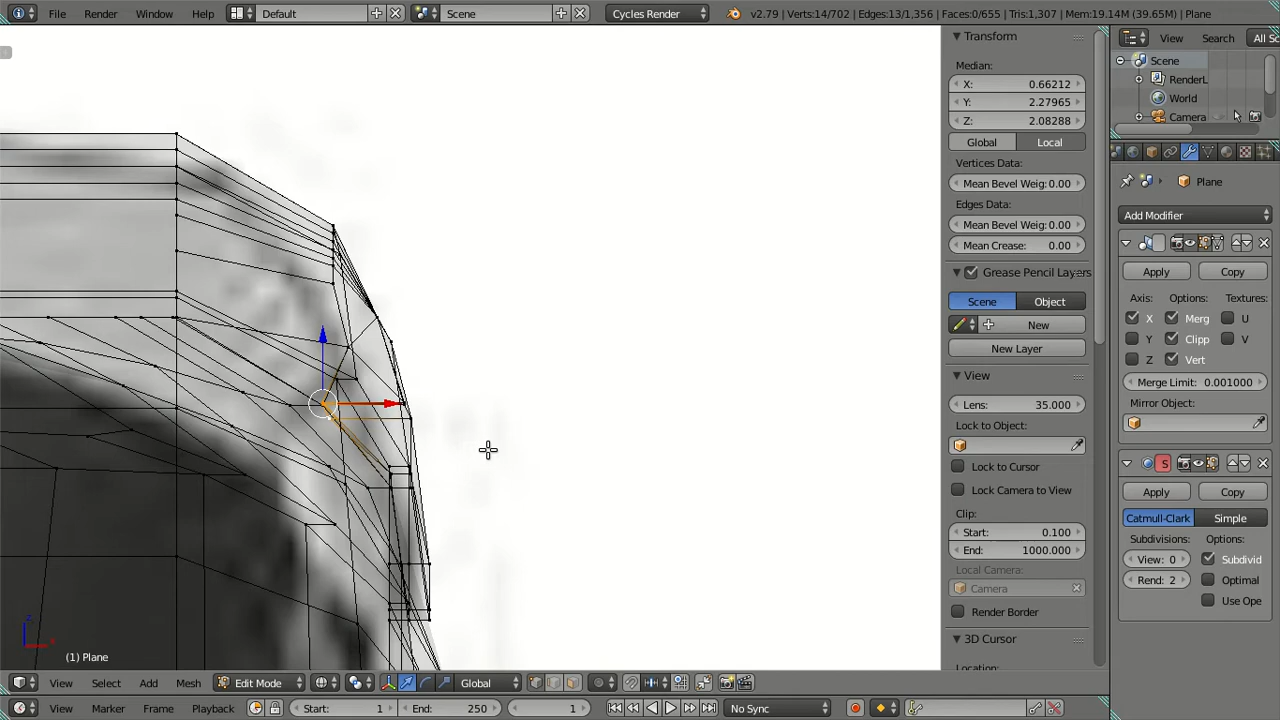 File Render Window Help Default Scene Cycles Render v2.79 | Verts:14/702 | Edges:13/1,356 | Faces:0/655 | Tris:1,307 | Mem:19.14M (39.65M) | Plane
Transform
Median:
X: 0.66212
Y: 2.27965
Z: 2.08288
Global Local
Vertices Data:
Mean Bevel Weig: 0.00
Edges Data:
Mean Bevel Weig: 0.00
Mean Crease: 0.00
Grease Pencil Layers
Scene Object
New
New Layer
View
Lens: 35.000
Lock to Object:
Lock to Cursor
Lock Camera to View
Clip:
Start: 0.100
End: 1000.000
Local Camera:
Camera
Render Border
3D Cursor
Location:
View Search All Sc
Scene
RenderL
World
Camera
Plane
Add Modifier
Apply Copy
Axis: Options: Textures:
X Merg U
Y Clipp V
Z Vert
Merge Limit: 0.001000
Mirror Object:
S
Apply Copy
Catmull-Clark Simple
Subdivisions: Options:
View: 0 Subdivid
Rend: 2 Optimal
Use Ope
(1) Plane
View Select Add Mesh Edit Mode Global
View Marker Frame Playback Start: 1 End: 250 1 No Sync